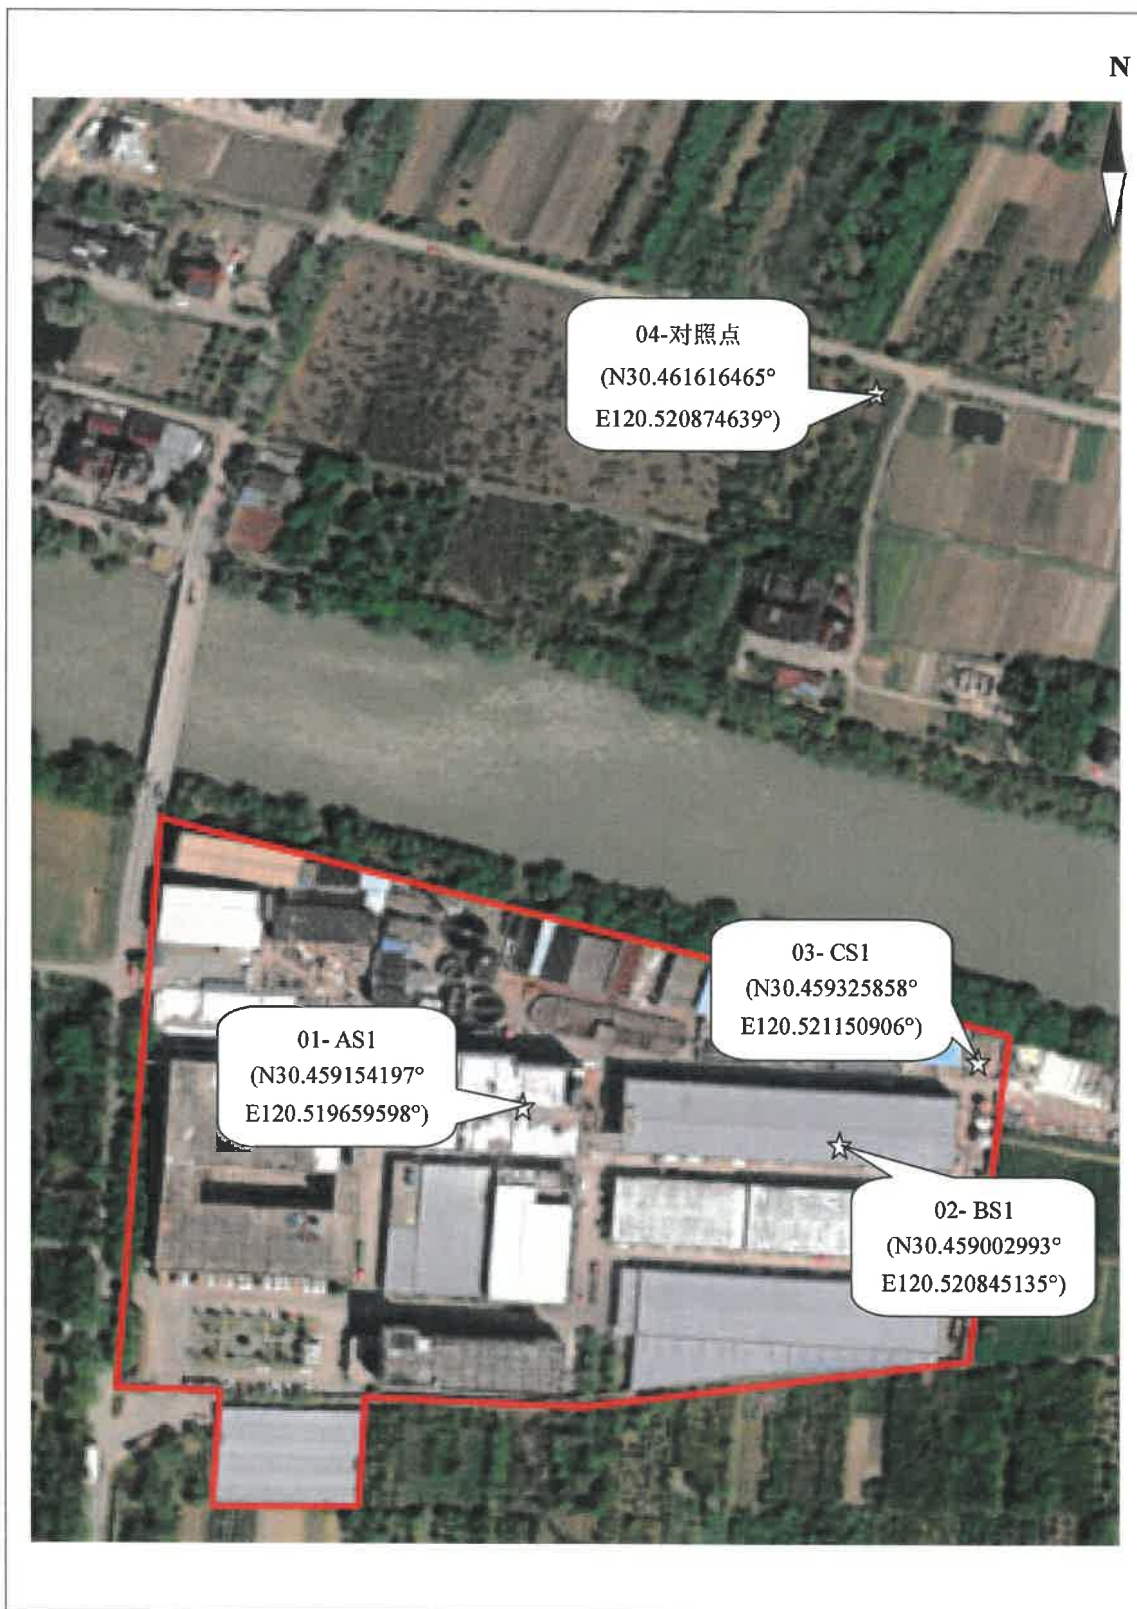 N
04-对照点
(N30.461616465°
E120.520874639°)
03- CS1
(N30.459325858°
E120.521150906°)
01- AS1
(N30.459154197°
E120.519659598°)
02- BS1
(N30.459002993°
E120.520845135°)